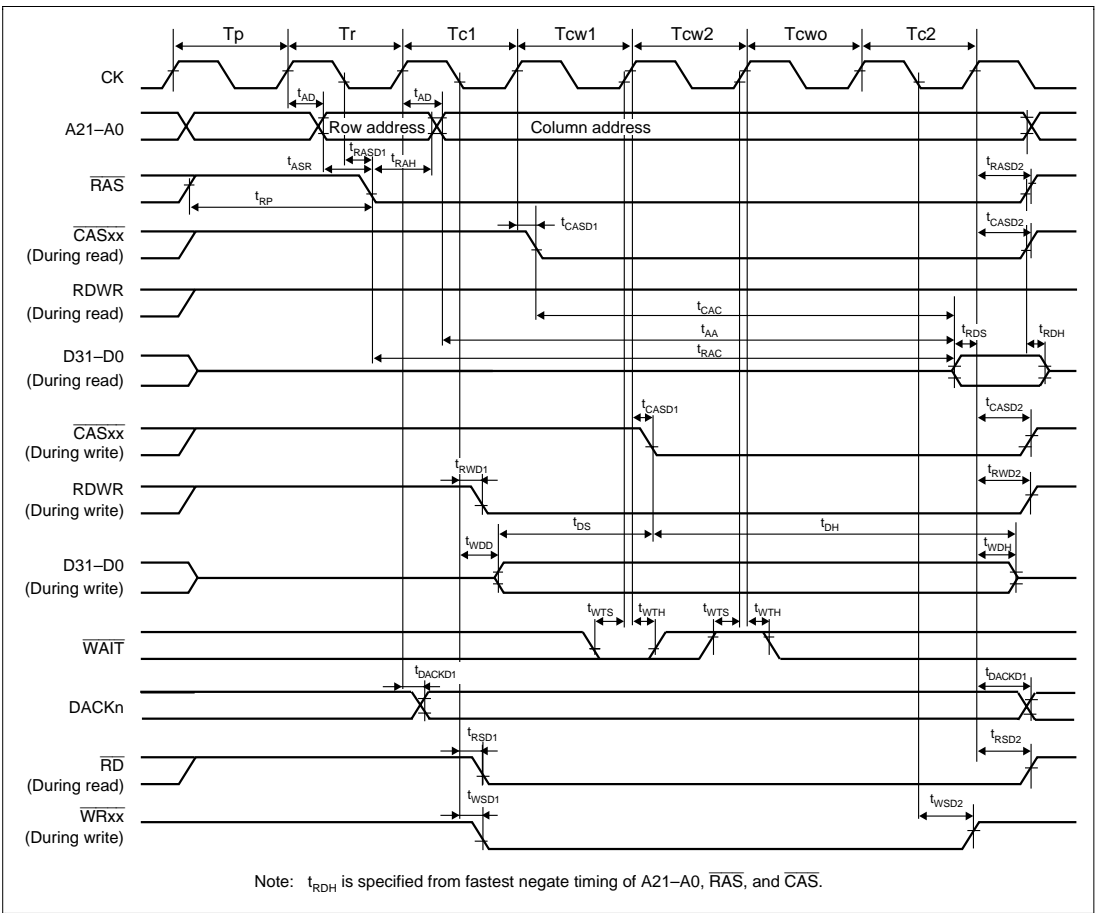 Tp Tr Tc1 Tcw1 Tcw2 Tcwo Tc2
CK
tAD tAD
A21–A0 Row address Column address
tRASD1
tASR tRAH tRASD2
RAS
tRP
tCASD1 tCASD2
CASxx
(During read)
RDWR
(During read)
tCAC
tAA
tRDS tRDH
tRAC
D31–D0
(During read)
tCASD1 tCASD2
CASxx
(During write)
tRWD1 tRWD2
RDWR
(During write)
tDS tDH
tWDD tWDH
D31–D0
(During write)
tWTS tWTH tWTS tWTH
WAIT
tDACKD1 tDACKD1
DACKn
tRSD1 tRSD2
RD
(During read)
tWSD1 tWSD2
WRxx
(During write)
Note: tRDH is specified from fastest negate timing of A21–A0, RAS, and CAS.